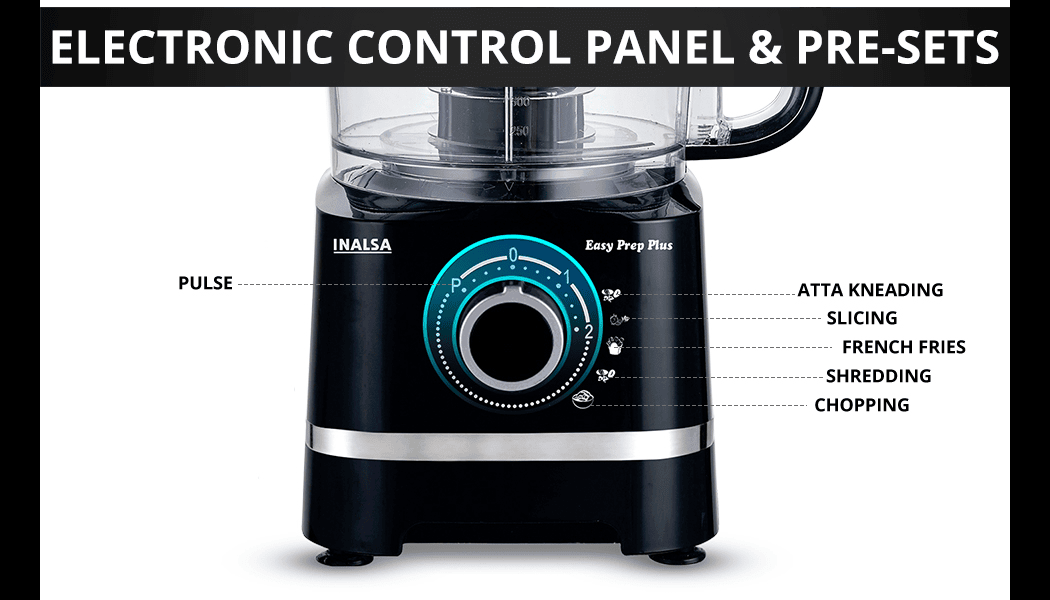 ELECTRONIC CONTROL PANEL & PRE-SETS
250
INALSA
Easy Prep Plus
0
P
1
2
PULSE
ATTA KNEADING
SLICING
FRENCH FRIES
SHREDDING
CHOPPING